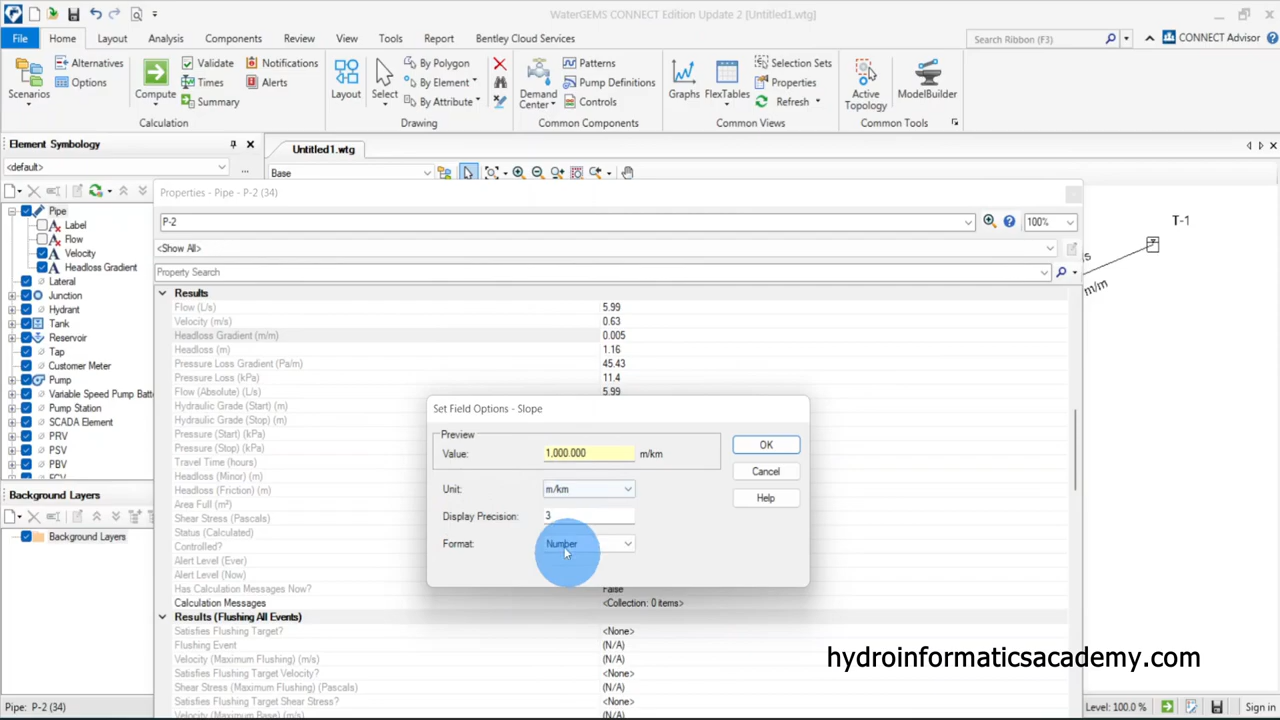 WaterGEMS CONNECT Edition Update 2 [Untitled1.wtg]
File Home Layout Analysis Components Review View Tools Report Bentley Cloud Services Search Ribbon (F3) CONNECT Advisor
Scenarios Alternatives Options Compute Validate Times Summary Notifications Alerts
Layout Select By Polygon By Element By Attribute
Demand Center Patterns Pump Definitions Controls
Graphs FlexTables Selection Sets Properties Refresh
Active Topology ModelBuilder
Calculation Drawing Common Components Common Views Common Tools
Element Symbology
<default>
...
Untitled1.wtg
Base
Pipe
Label
Flow
Velocity
Headloss Gradient
Lateral
Junction
Hydrant
Tank
Reservoir
Tap
Customer Meter
Pump
Variable Speed Pump Batt
Pump Station
SCADA Element
PRV
PSV
PBV
Background Layers
Background Layers
Pipe: P-2 (34)
Properties - Pipe - P-2 (34)
P-2 100%
<Show All>
Property Search
Results
Flow (L/s) 5.99
Velocity (m/s) 0.63
Headloss Gradient (m/m) 0.005
Headloss (m) 1.16
Pressure Loss Gradient (Pa/m) 45.43
Pressure Loss (kPa) 11.4
Flow (Absolute) (L/s) 5.99
Hydraulic Grade (Start) (m)
Hydraulic Grade (Stop) (m)
Pressure (Start) (kPa)
Pressure (Stop) (kPa)
Travel Time (hours)
Headloss (Minor) (m)
Headloss (Friction) (m)
Area Full (m²)
Shear Stress (Pascals)
Status (Calculated)
Controlled?
Alert Level (Ever)
Alert Level (Now)
Has Calculation Messages Now? False
Calculation Messages <Collection: 0 items>
Results (Flushing All Events)
Satisfies Flushing Target? <None>
Flushing Event (N/A)
Velocity (Maximum Flushing) (m/s) (N/A)
Satisfies Flushing Target Velocity? <None>
Shear Stress (Maximum Flushing) (Pascals) (N/A)
Satisfies Flushing Target Shear Stress? <None>
Velocity (Maximum Base) (m/s) (N/A)
Set Field Options - Slope
Preview
Value: 1,000.000 m/km
Unit: m/km
Display Precision: 3
Format: Number
OK
Cancel
Help
T-1
m/m
hydroinformaticsacademy.com
Level: 100.0 % Sign in